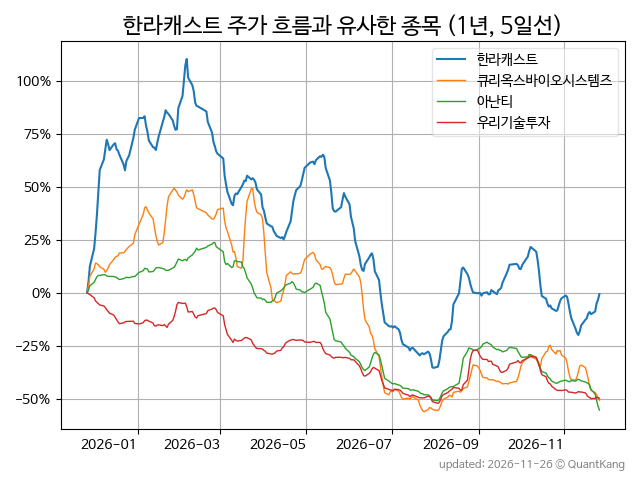 한라캐스트 주가 흐름과 유사한 종목 (1년, 5일선)
한라캐스트
큐리옥스바이오시스템즈
아난티
우리기술투자
100%
75%
50%
25%
0%
−25%
−50%
2026-01
2026-03
2026-05
2026-07
2026-09
2026-11
updated: 2026-11-26 © QuantKang